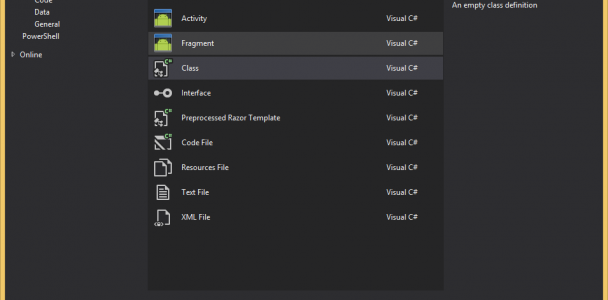 Code
Data
General
PowerShell
Online
Activity Visual C#
Fragment Visual C#
Class Visual C#
Interface Visual C#
Preprocessed Razor Template Visual C#
Code File Visual C#
Resources File Visual C#
Text File Visual C#
XML File Visual C#
An empty class definition